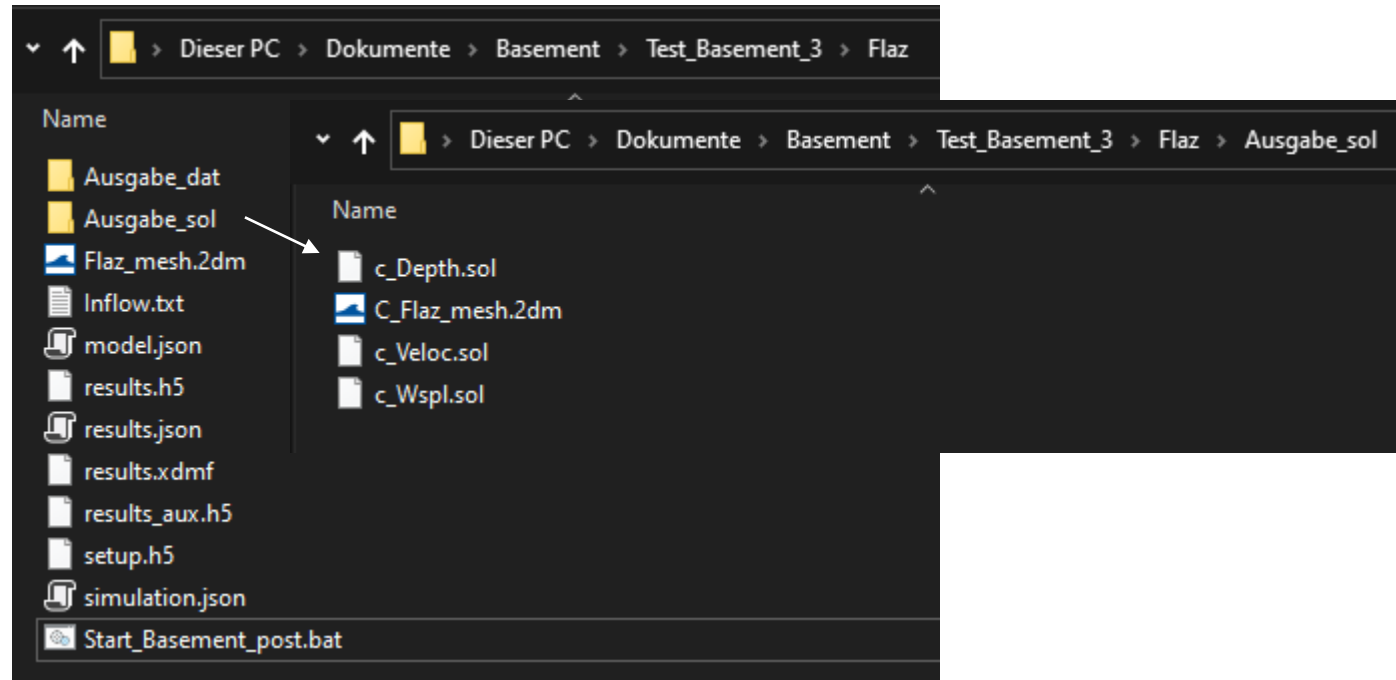 Dieser PC > Dokumente > Basement > Test_Basement_3 > Flaz
Name
Ausgabe_dat
Ausgabe_sol
Flaz_mesh.2dm
Inflow.txt
model.json
results.h5
results.json
results.xdmf
results_aux.h5
setup.h5
simulation.json
Start_Basement_post.bat
Dieser PC > Dokumente > Basement > Test_Basement_3 > Flaz > Ausgabe_sol
Name
c_Depth.sol
C_Flaz_mesh.2dm
c_Veloc.sol
c_Wspl.sol